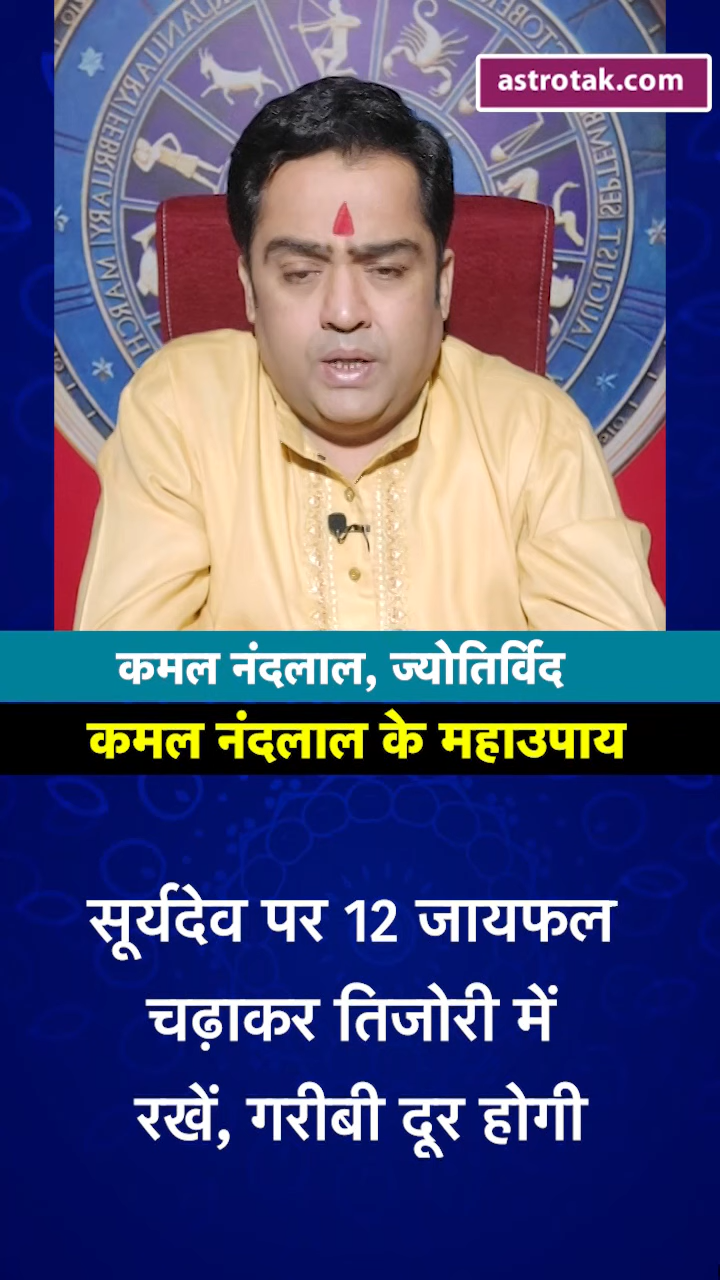 astrotak.com
कमल नंदलाल, ज्योतिर्विद
कमल नंदलाल के महाउपाय
सूर्यदेव पर 12 जायफल
चढ़ाकर तिजोरी में
रखें, गरीबी दूर होगी